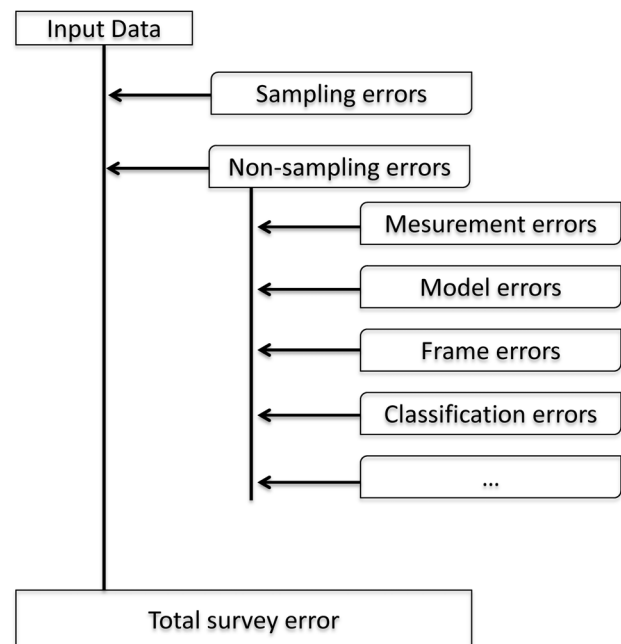 Input Data
Sampling errors
Non-sampling errors
Mesurement errors
Model errors
Frame errors
Classification errors
...
Total survey error